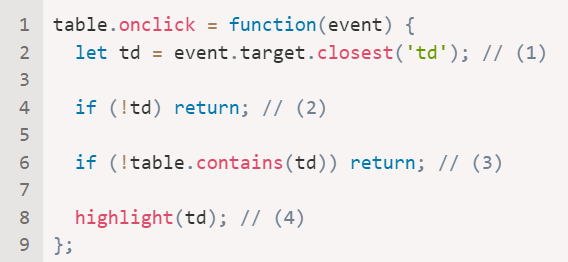 1 table.onclick = function(event) {
2   let td = event.target.closest('td'); // (1)
3
4   if (!td) return; // (2)
5
6   if (!table.contains(td)) return; // (3)
7
8   highlight(td); // (4)
9 };